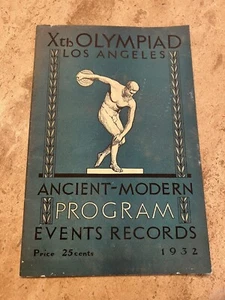 Xth OLYMPIAD
LOS ANGELES
ANCIENT-MODERN
PROGRAM
EVENTS RECORDS
Price 25 cents 1932